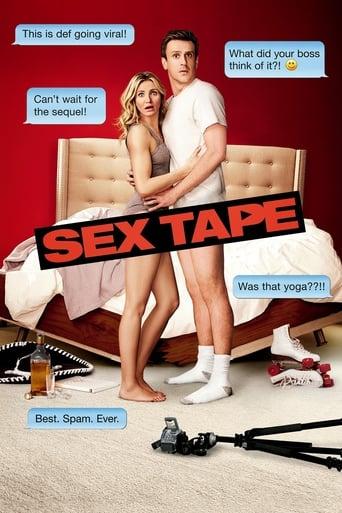 This is def going viral!
What did your boss
think of it?! 😀
Can't wait for
the sequel!
SEX TAPE
Was that yoga??!!
Best. Spam. Ever.